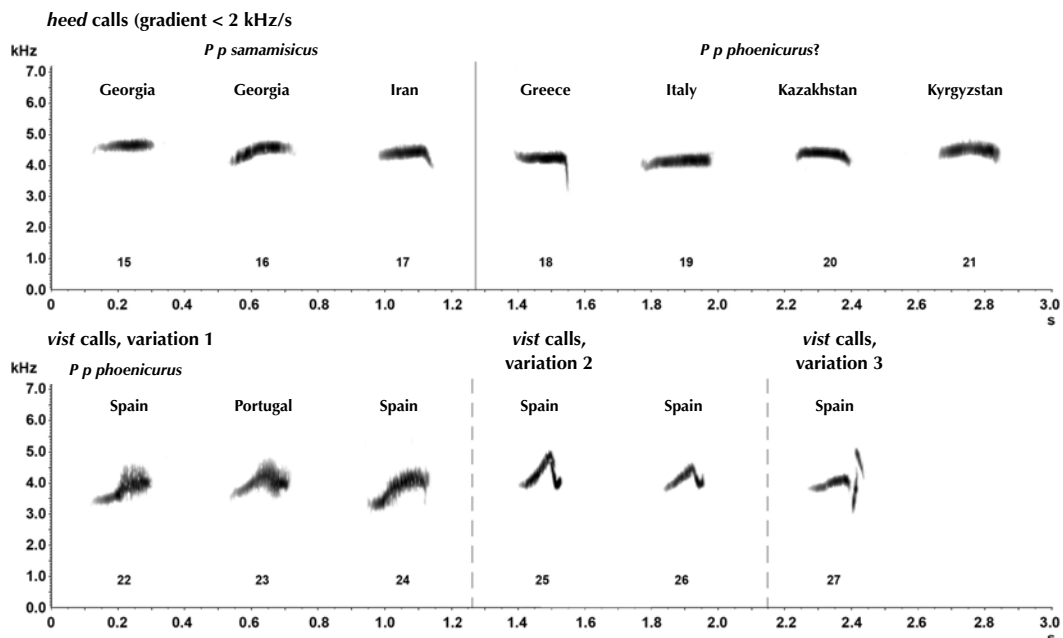 heed calls (gradient < 2 kHz/s
kHz
P p samamisicus
P p phoenicurus?
7.0
Georgia
Georgia
Iran
Greece
Italy
Kazakhstan
Kyrgyzstan
6.0
5.0
4.0
3.0
2.0
1.0
15
16
17
18
19
20
21
0.0
0 0.2 0.4 0.6 0.8 1.0 1.2 1.4 1.6 1.8 2.0 2.2 2.4 2.6 2.8 3.0
s
vist calls, variation 1
vist calls,
variation 2
vist calls,
variation 3
kHz
P p phoenicurus
7.0
Spain
Portugal
Spain
Spain
Spain
Spain
6.0
5.0
4.0
3.0
2.0
1.0
22
23
24
25
26
27
0.0
0 0.2 0.4 0.6 0.8 1.0 1.2 1.4 1.6 1.8 2.0 2.2 2.4 2.6 2.8 3.0
s